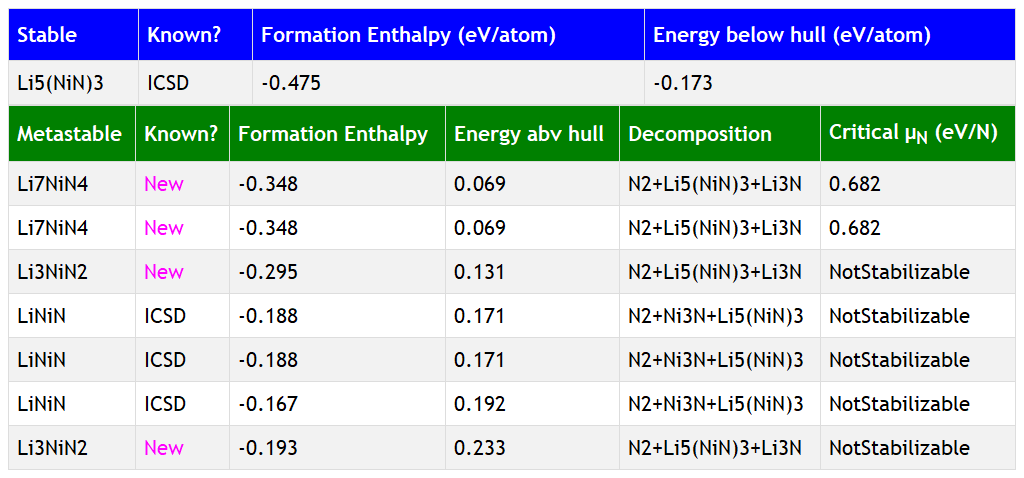 Stable Known? Formation Enthalpy (eV/atom) Energy below hull (eV/atom)
Li5(NiN)3 ICSD -0.475 -0.173
Metastable Known? Formation Enthalpy Energy abv hull Decomposition Critical μN (eV/N)
Li7NiN4 New -0.348 0.069 N2+Li5(NiN)3+Li3N 0.682
Li7NiN4 New -0.348 0.069 N2+Li5(NiN)3+Li3N 0.682
Li3NiN2 New -0.295 0.131 N2+Li5(NiN)3+Li3N NotStabilizable
LiNiN ICSD -0.188 0.171 N2+Ni3N+Li5(NiN)3 NotStabilizable
LiNiN ICSD -0.188 0.171 N2+Ni3N+Li5(NiN)3 NotStabilizable
LiNiN ICSD -0.167 0.192 N2+Ni3N+Li5(NiN)3 NotStabilizable
Li3NiN2 New -0.193 0.233 N2+Li5(NiN)3+Li3N NotStabilizable